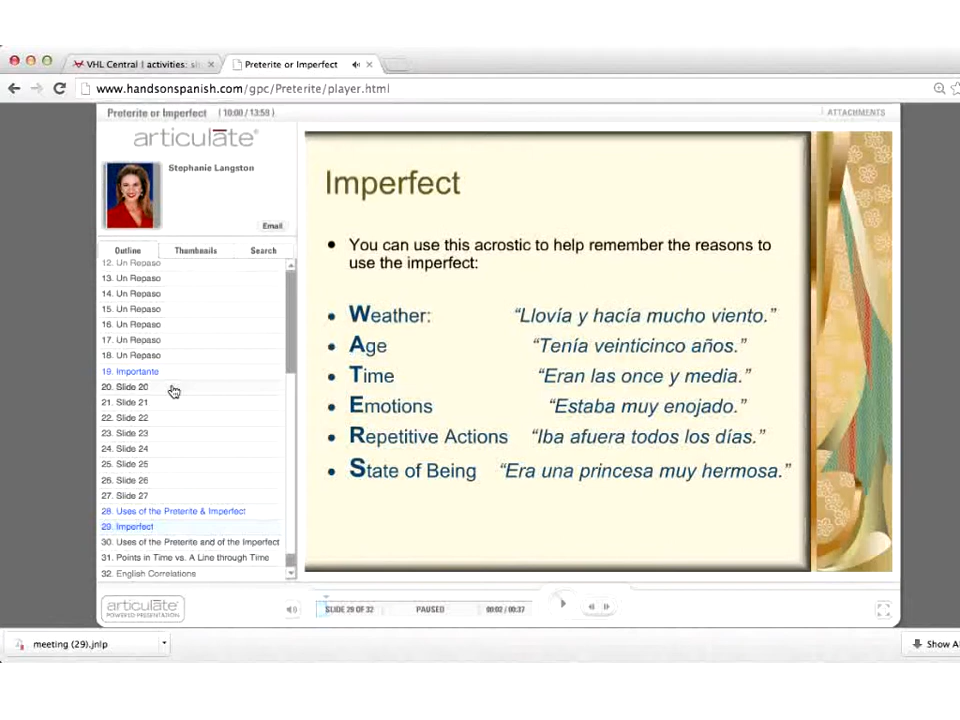 VHL Central | activities: sh
Preterite or Imperfect
www.handsonspanish.com/gpc/Preterite/player.html
Preterite or Imperfect ( 10:00 / 13:58 )
ATTACHMENTS
articulate®
Stephanie Langston
Email
Outline Thumbnails Search
12. Un Repaso
13. Un Repaso
14. Un Repaso
15. Un Repaso
16. Un Repaso
17. Un Repaso
18. Un Repaso
19. Importante
20. Slide 20
21. Slide 21
22. Slide 22
23. Slide 23
24. Slide 24
25. Slide 25
26. Slide 26
27. Slide 27
28. Uses of the Preterite & Imperfect
29. Imperfect
30. Uses of the Preterite and of the Imperfect
31. Points in Time vs. A Line through Time
32. English Correlations
Imperfect
• You can use this acrostic to help remember the reasons to
use the imperfect:
• Weather: “Llovía y hacía mucho viento.”
• Age “Tenía veinticinco años.”
• Time “Eran las once y media.”
• Emotions “Estaba muy enojado.”
• Repetitive Actions “Iba afuera todos los días.”
• State of Being “Era una princesa muy hermosa.”
articulate
POWERED PRESENTATION
SLIDE 29 OF 32 PAUSED 00:02 / 00:37
meeting (29).jnlp
Show Al